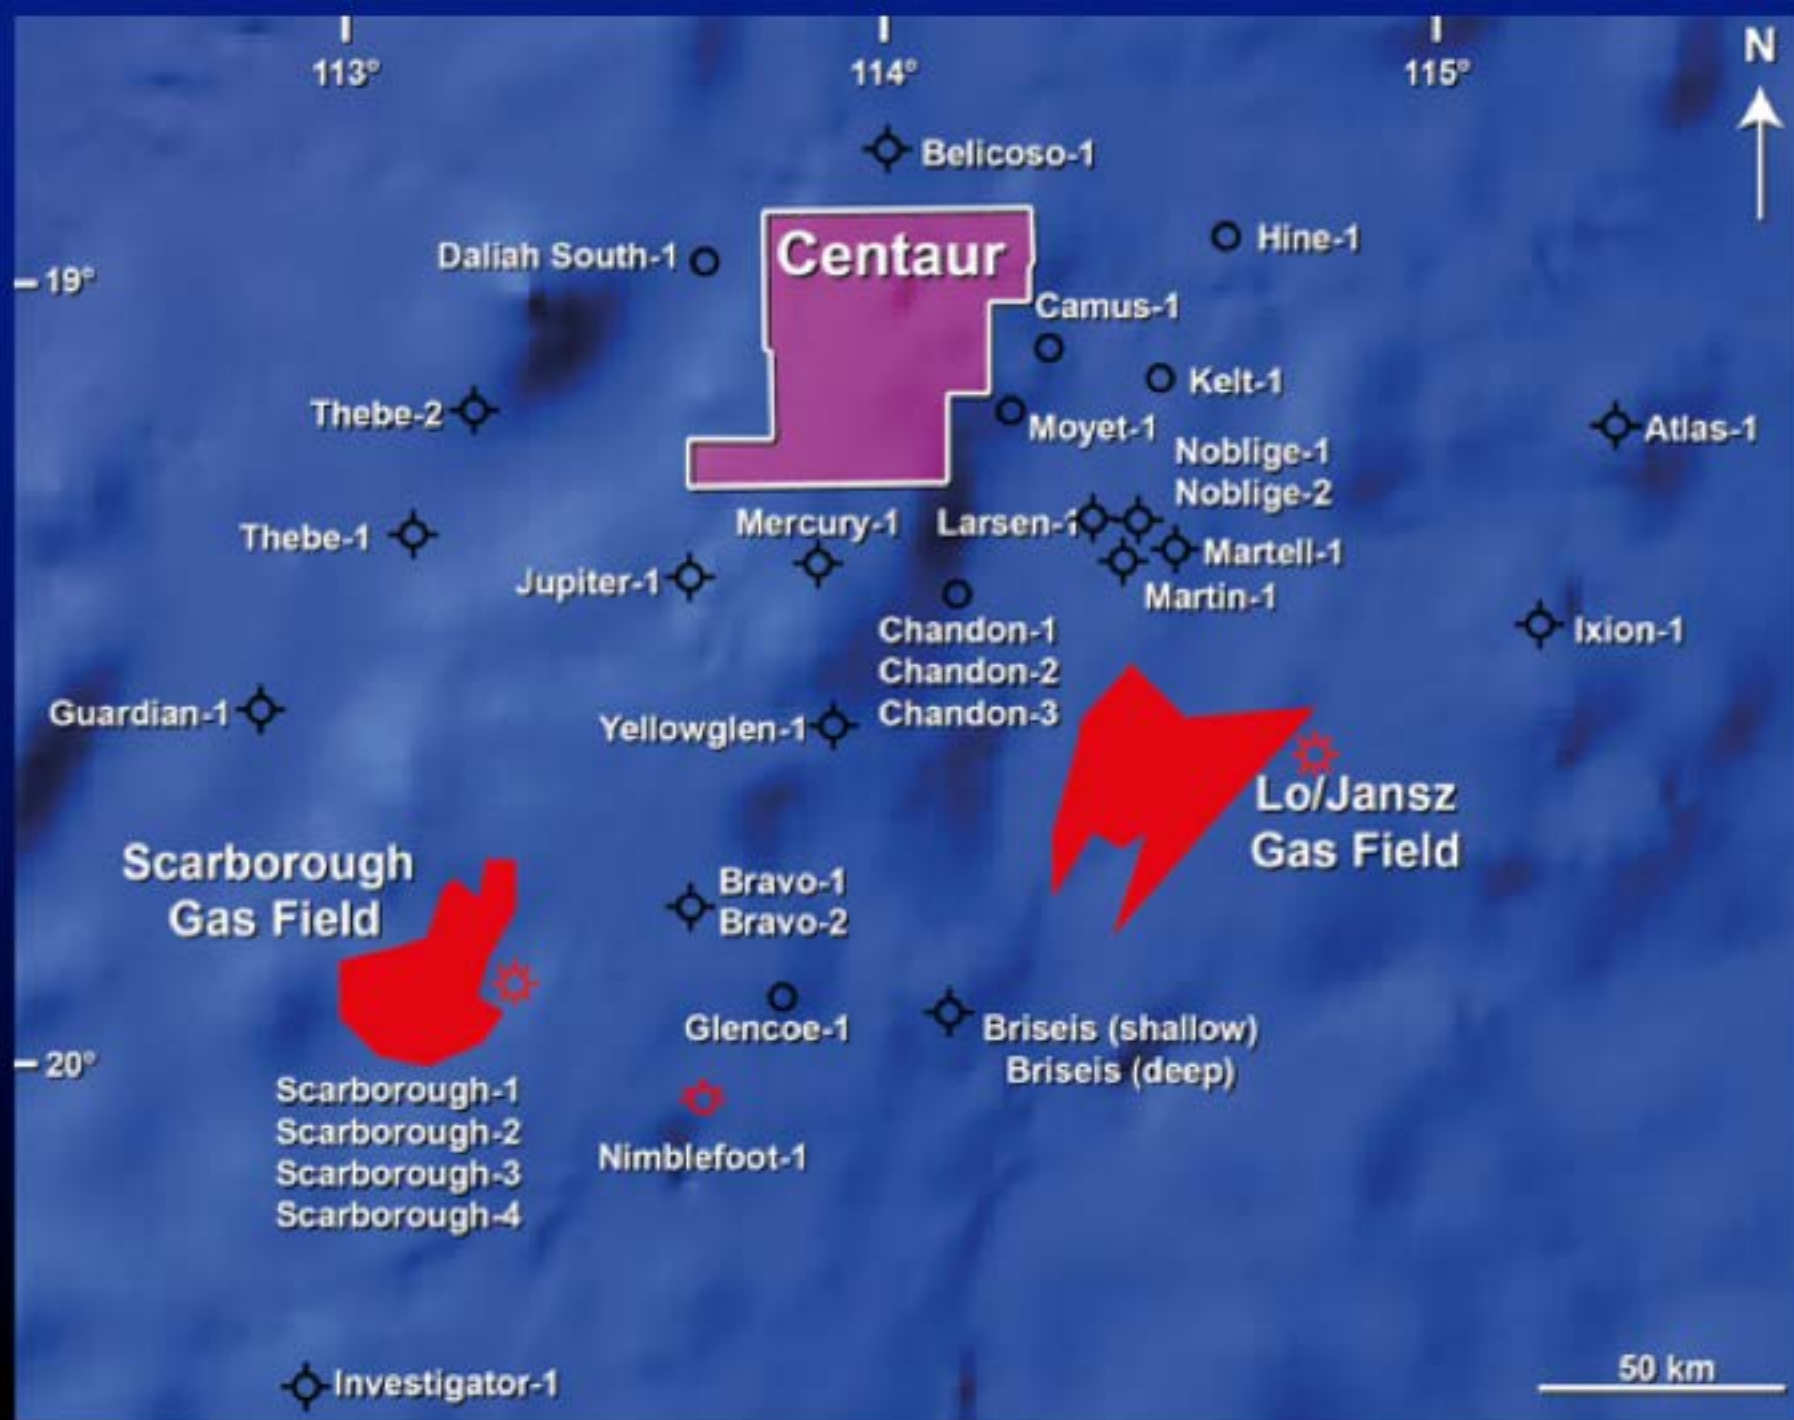 113°
114°
115°
N
Belicoso-1
Daliah South-1
Centaur
Hine-1
19°
Camus-1
Kelt-1
Thebe-2
Moyet-1
Atlas-1
Noblige-1
Noblige-2
Thebe-1
Mercury-1
Larsen-1
Martell-1
Jupiter-1
Martin-1
Chandon-1
Chandon-2
Chandon-3
Ixion-1
Guardian-1
Yellowglen-1
Lo/Jansz
Gas Field
Scarborough
Gas Field
Bravo-1
Bravo-2
Glencoe-1
Briseis (shallow)
Briseis (deep)
20°
Scarborough-1
Scarborough-2
Scarborough-3
Scarborough-4
Nimblefoot-1
Investigator-1
50 km